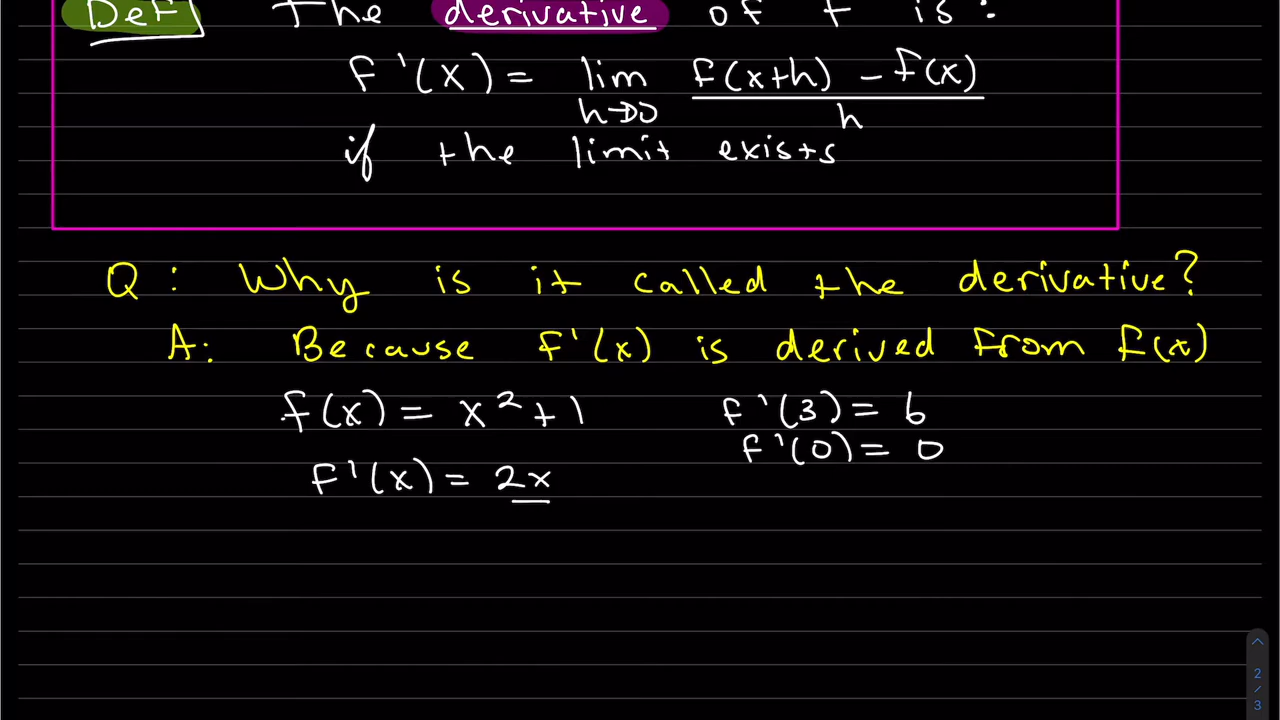 Def The derivative of f is:
f'(x) = lim h→0 f(x+h) - f(x) / h
if the limit exists
Q: Why is it called the derivative?
A: Because f'(x) is derived from f(x)
f(x) = x² + 1
f'(x) = 2x
f'(3) = 6
f'(0) = 0
2/3